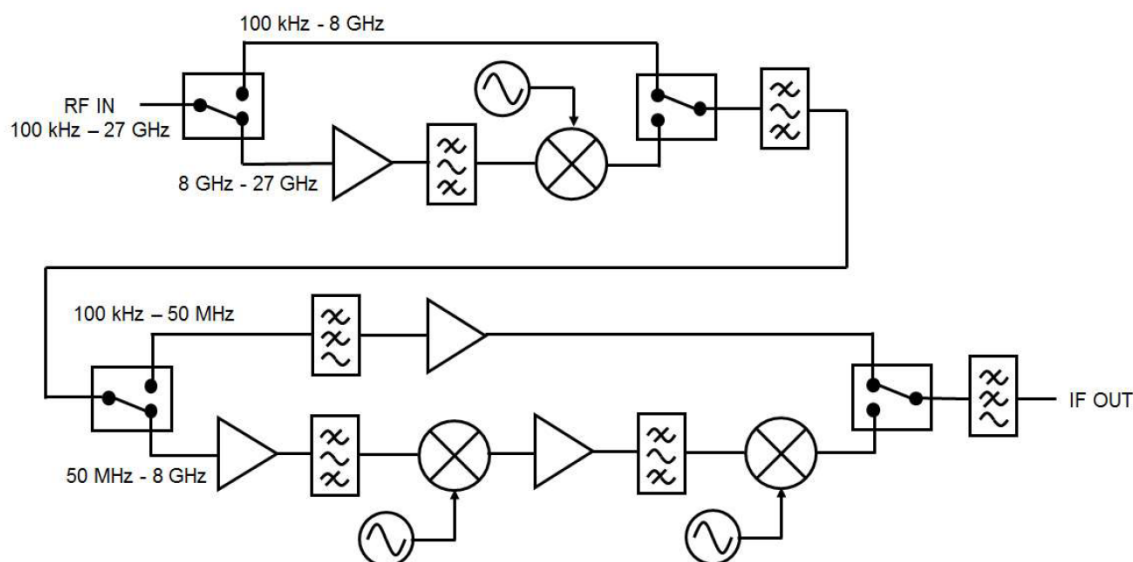 100 kHz - 8 GHz
RF IN
100 kHz – 27 GHz
8 GHz - 27 GHz
100 kHz – 50 MHz
IF OUT
50 MHz - 8 GHz